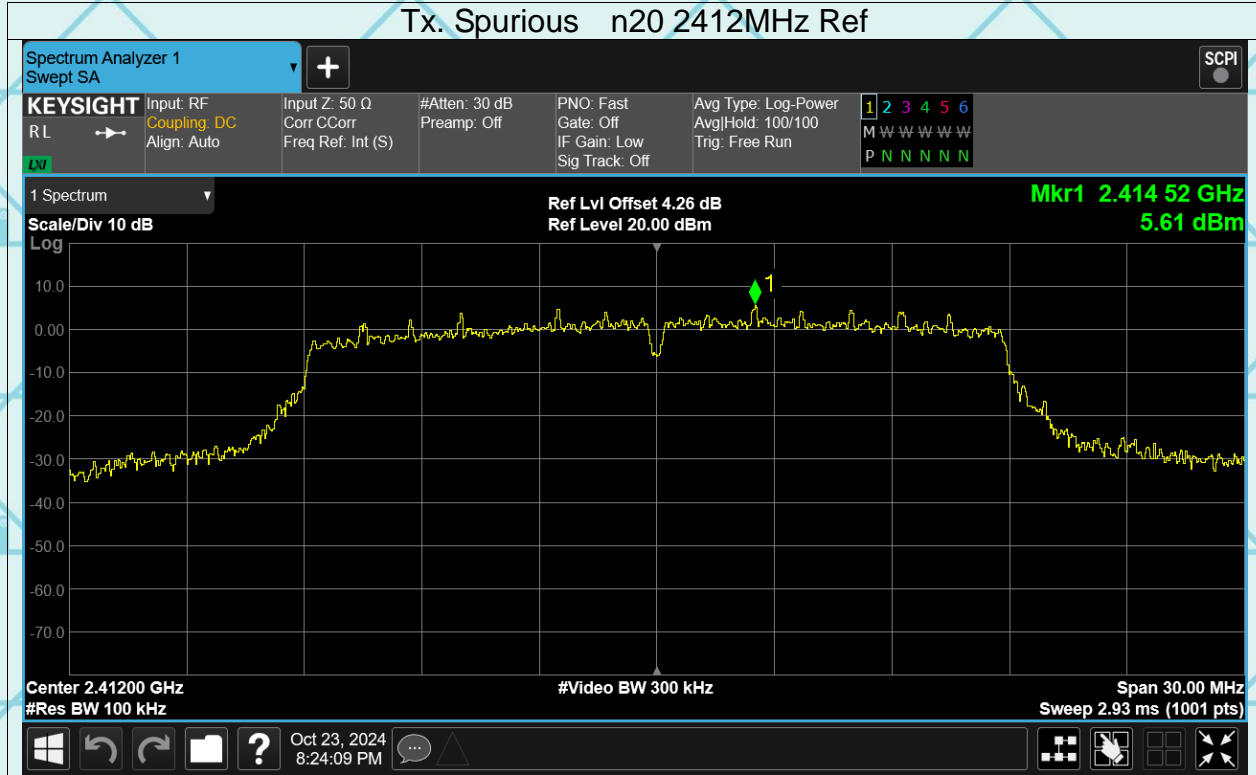 Tx. Spurious n20 2412MHz Ref
Spectrum Analyzer 1
Swept SA
+
SCPI
KEYSIGHT
R L
LXI
Input: RF
Coupling: DC
Align: Auto
Input Z: 50 Ω
Corr CCorr
Freq Ref: Int (S)
#Atten: 30 dB
Preamp: Off
PNO: Fast
Gate: Off
IF Gain: Low
Sig Track: Off
Avg Type: Log-Power
Avg|Hold: 100/100
Trig: Free Run
1 2 3 4 5 6
M W W W W W
P N N N N N
1 Spectrum
Scale/Div 10 dB
Ref Lvl Offset 4.26 dB
Ref Level 20.00 dBm
Mkr1 2.414 52 GHz
5.61 dBm
Log
10.0
0.00
-10.0
-20.0
-30.0
-40.0
-50.0
-60.0
-70.0
1
Center 2.41200 GHz
#Res BW 100 kHz
#Video BW 300 kHz
Span 30.00 MHz
Sweep 2.93 ms (1001 pts)
?
Oct 23, 2024
8:24:09 PM